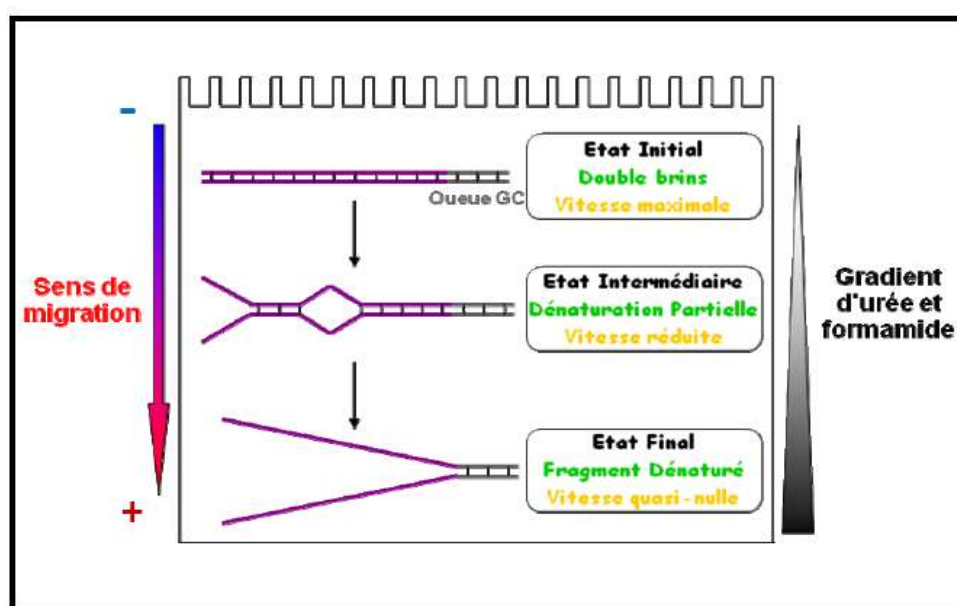 -
Etat Initial
Double brins
Vitesse maximale
Queue GC
Sens de
migration
Etat Intermédiaire
Dénaturation Partielle
Vitesse réduite
Gradient
d'urée et
formamide
Etat Final
Fragment Dénaturé
Vitesse quasi-nulle
+